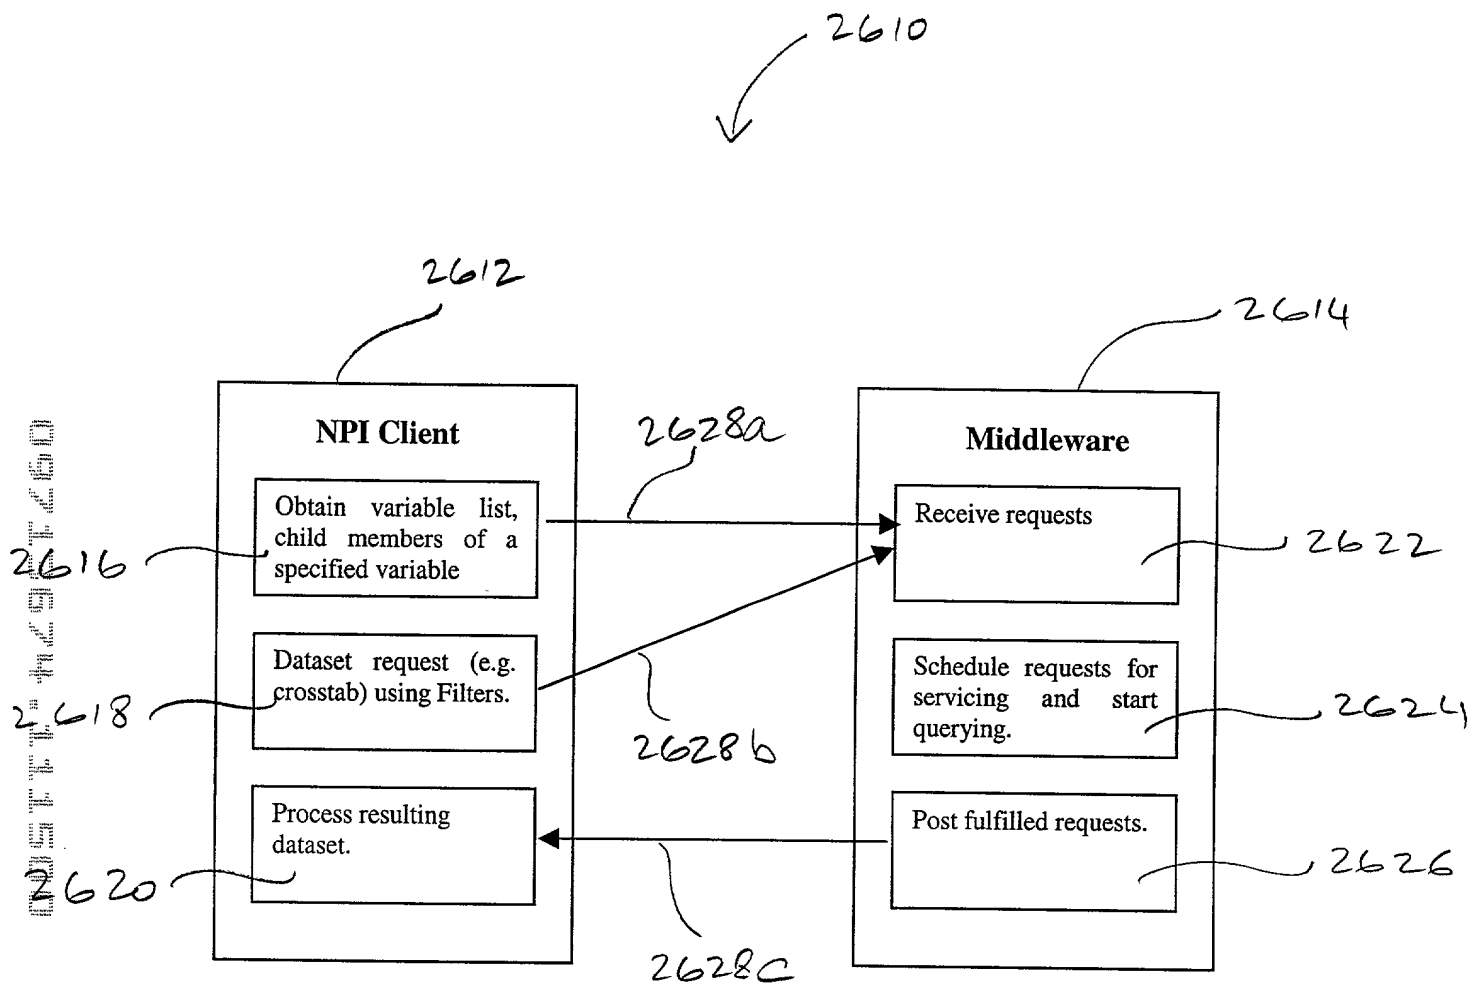 2610
2612
2614
NPI Client
2628a
Middleware
Obtain variable list,
child members of a
specified variable
2616
Receive requests
2622
Dataset request (e.g.
crosstab) using Filters.
2618
2628b
Schedule requests for
servicing and start
querying.
2624
Process resulting
dataset.
2620
Post fulfilled requests.
2626
2628c